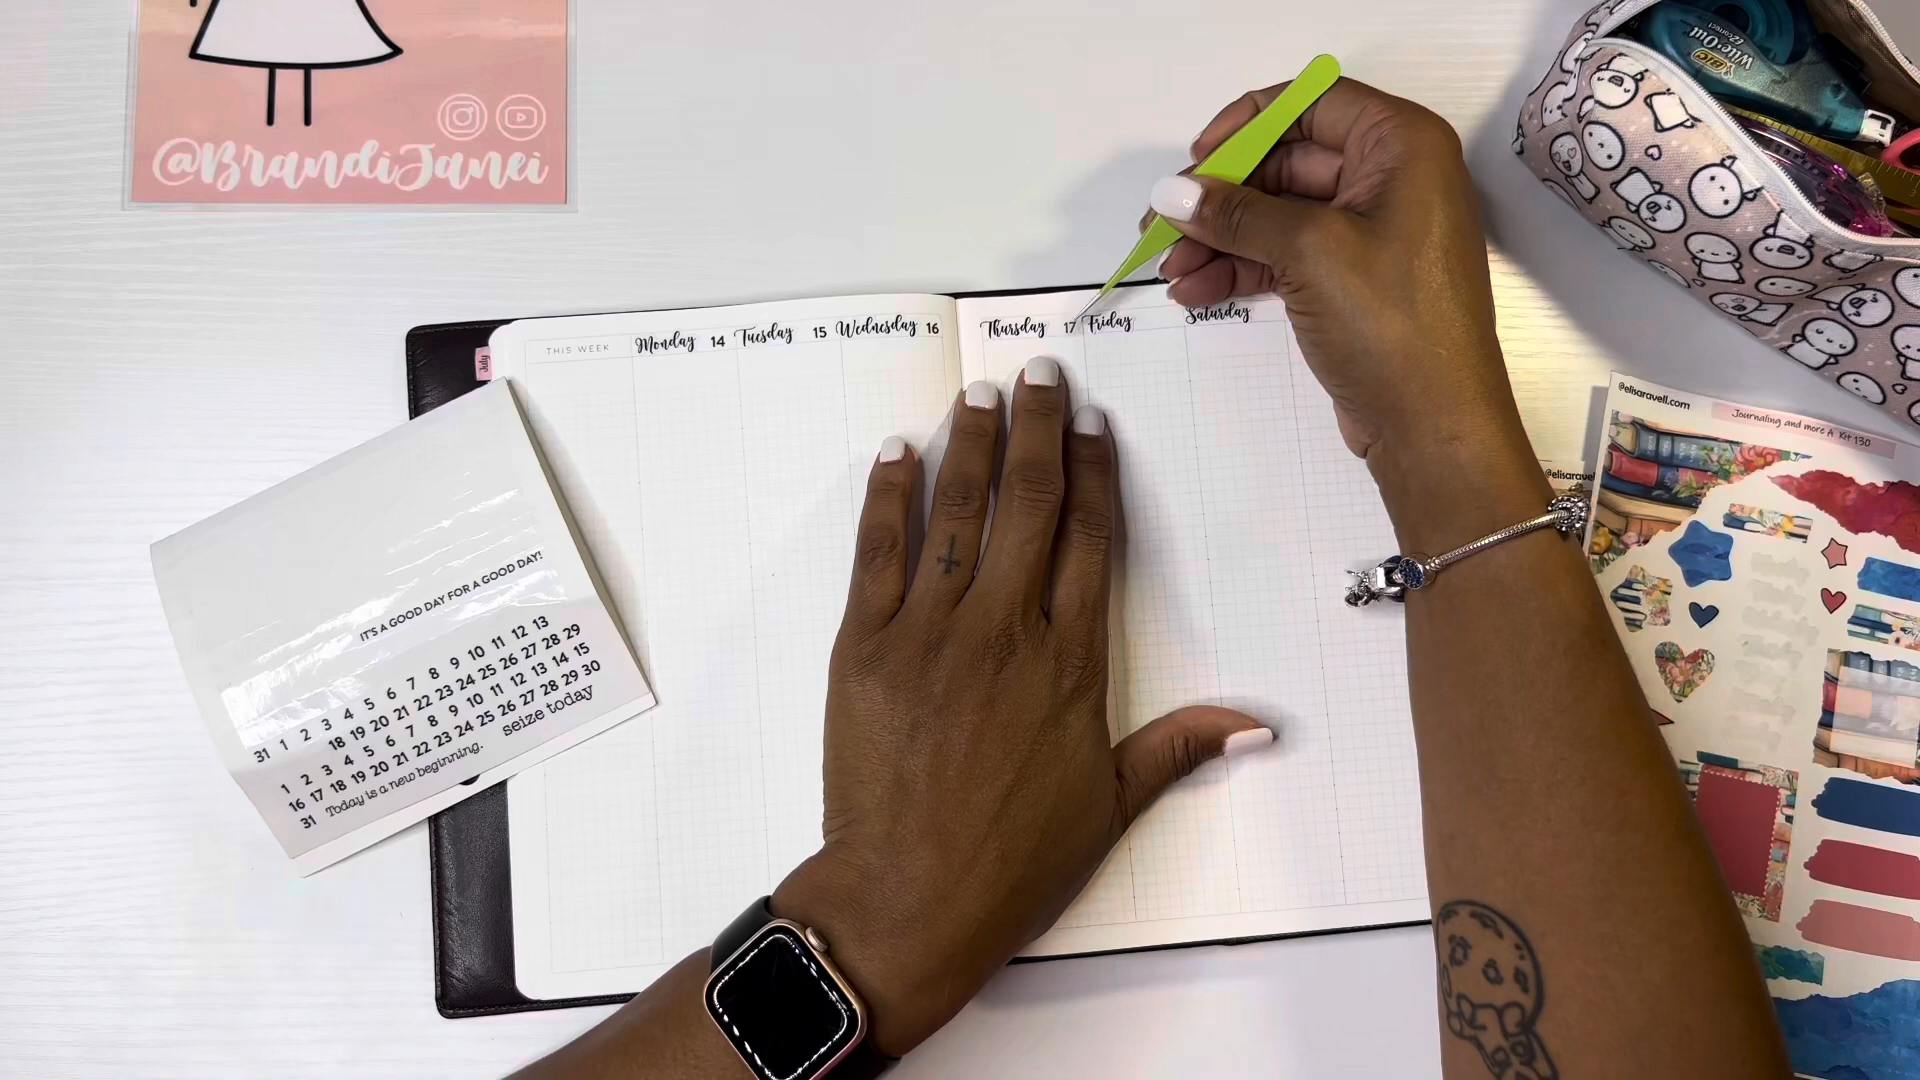 @BrandiJanei
BIC
Wite-Out
EZcorrect
July
THIS WEEK
Monday 14
Tuesday 15
Wednesday 16
Thursday 17
Friday
Saturday
IT'S A GOOD DAY FOR A GOOD DAY!
31 1 2 3 4 5 6 7 8 9 10 11 12 13
18 19 20 21 22 23 24 25 26 27 28 29
1 2 3 4 5 6 7 8 9 10 11 12 13 14 15
16 17 18 19 20 21 22 23 24 25 26 27 28 29 30
31 Today is a new beginning. seize today
@elisaravell.com
Journaling and more A Kit 130
@elisaravel